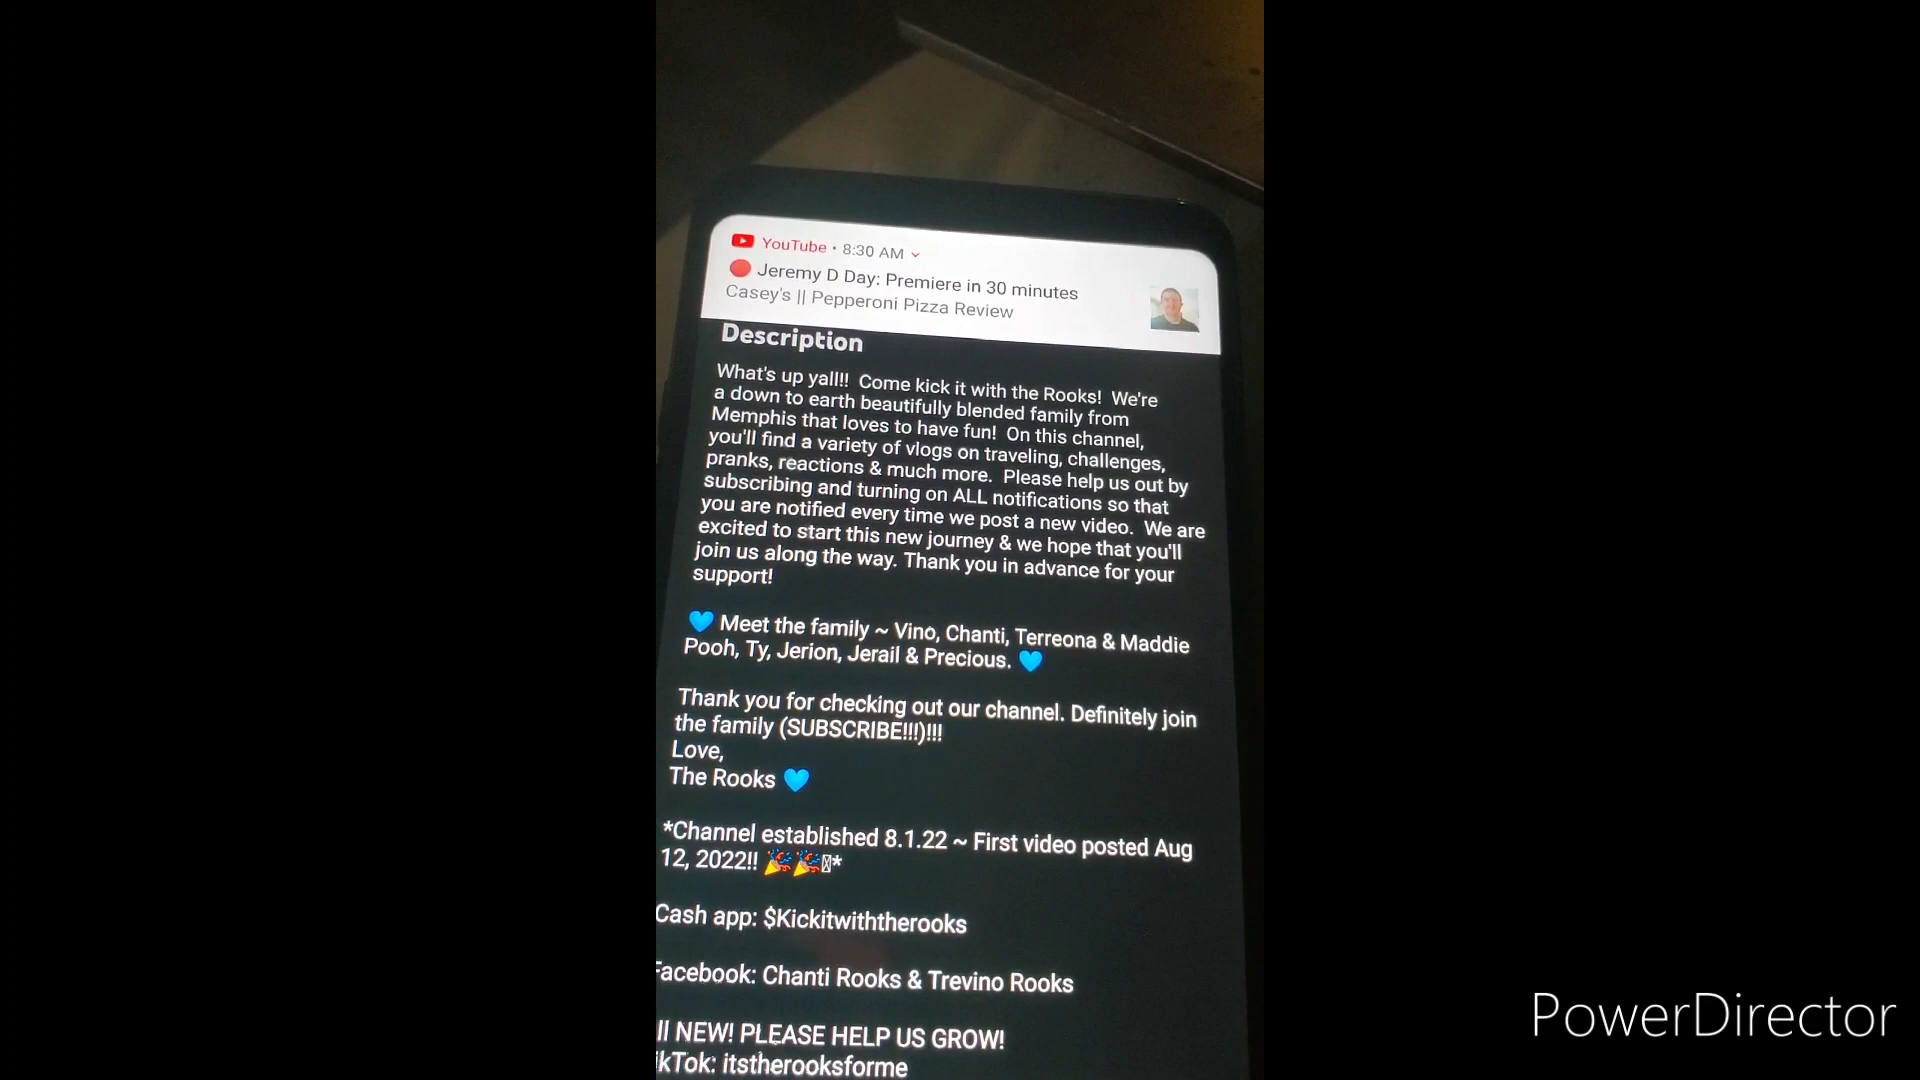 YouTube • 8:30 AM
🔴 Jeremy D Day: Premiere in 30 minutes
Casey's || Pepperoni Pizza Review
Description
What's up yall!! Come kick it with the Rooks! We're
a down to earth beautifully blended family from
Memphis that loves to have fun! On this channel,
you'll find a variety of vlogs on traveling, challenges,
pranks, reactions & much more. Please help us out by
subscribing and turning on ALL notifications so that
you are notified every time we post a new video. We are
excited to start this new journey & we hope that you'll
join us along the way. Thank you in advance for your
support!
💙 Meet the family ~ Vino, Chanti, Terreona & Maddie
Pooh, Ty, Jerion, Jerail & Precious. 💙
Thank you for checking out our channel. Definitely join
the family (SUBSCRIBE!!!)!!!
Love,
The Rooks 💙
*Channel established 8.1.22 ~ First video posted Aug
12, 2022!! 🎉🎉*
Cash app: $Kickitwiththerooks
Facebook: Chanti Rooks & Trevino Rooks
ll NEW! PLEASE HELP US GROW!
ikTok: itstherooksforme
PowerDirector